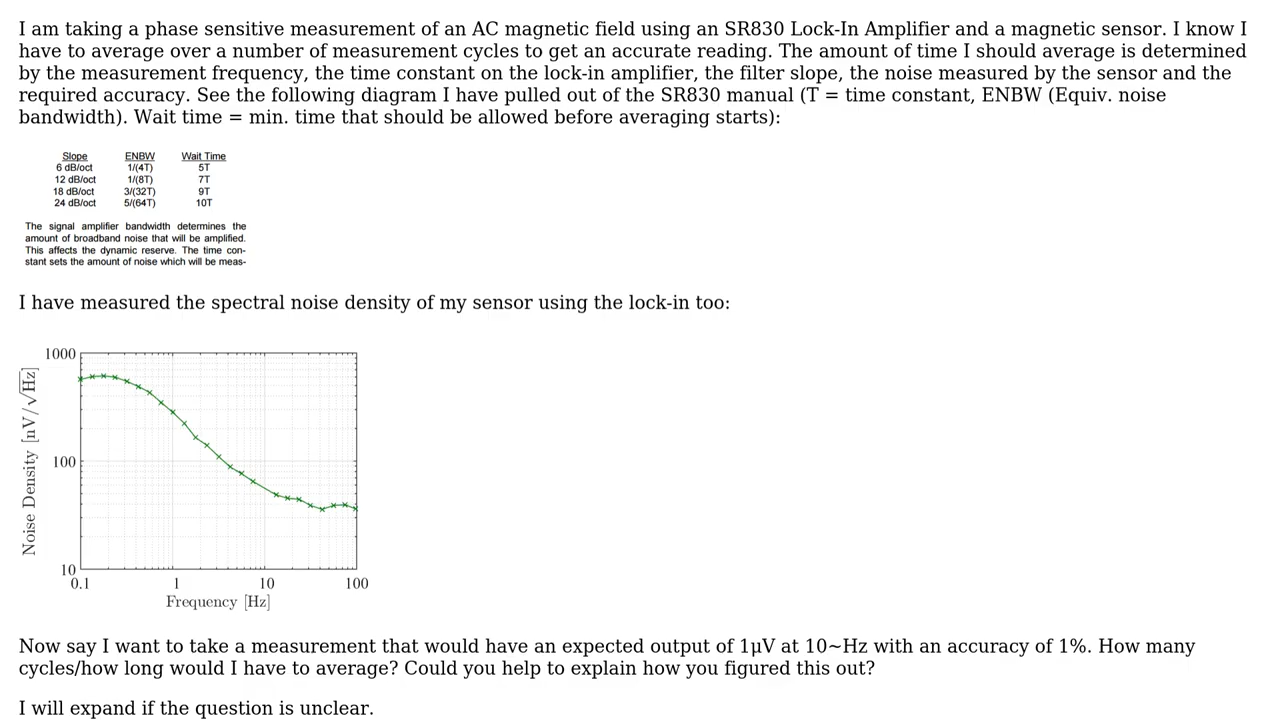 I am taking a phase sensitive measurement of an AC magnetic field using an SR830 Lock-In Amplifier and a magnetic sensor. I know I
have to average over a number of measurement cycles to get an accurate reading. The amount of time I should average is determined
by the measurement frequency, the time constant on the lock-in amplifier, the filter slope, the noise measured by the sensor and the
required accuracy. See the following diagram I have pulled out of the SR830 manual (T = time constant, ENBW (Equiv. noise
bandwidth). Wait time = min. time that should be allowed before averaging starts):
Slope ENBW Wait Time
6 dB/oct 1/(4T) 5T
12 dB/oct 1/(8T) 7T
18 dB/oct 3/(32T) 9T
24 dB/oct 5/(64T) 10T
The signal amplifier bandwidth determines the
amount of broadband noise that will be amplified.
This affects the dynamic reserve. The time con-
stant sets the amount of noise which will be meas-
I have measured the spectral noise density of my sensor using the lock-in too:
1000
100
10
Noise Density [nV/√Hz]
0.1 1 10 100
Frequency [Hz]
Now say I want to take a measurement that would have an expected output of 1μV at 10~Hz with an accuracy of 1%. How many
cycles/how long would I have to average? Could you help to explain how you figured this out?
I will expand if the question is unclear.